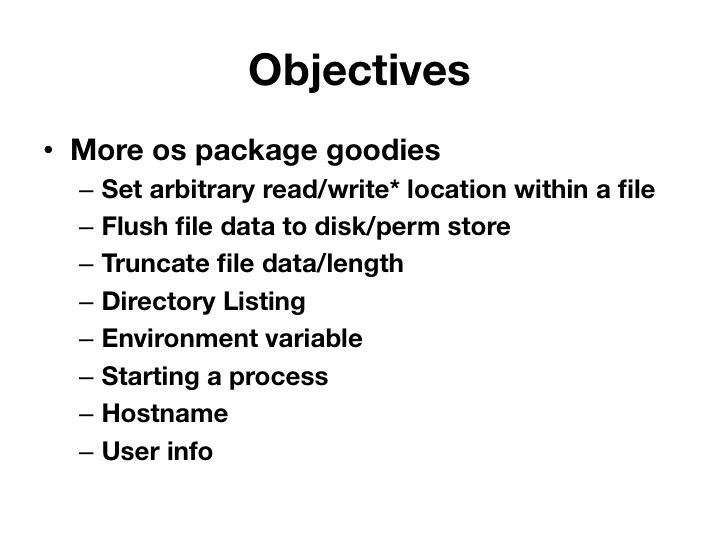 Objectives
• More os package goodies
– Set arbitrary read/write* location within a file
– Flush file data to disk/perm store
– Truncate file data/length
– Directory Listing
– Environment variable
– Starting a process
– Hostname
– User info